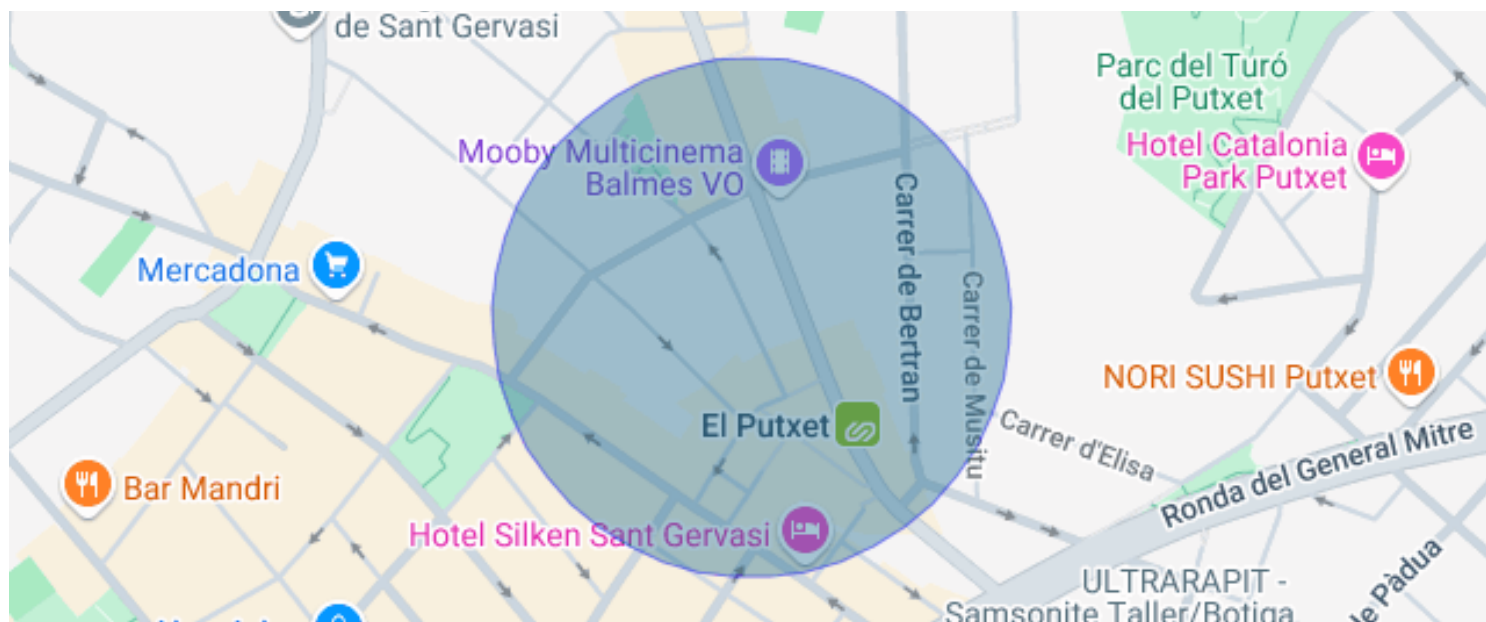 de Sant Gervasi
Parc del Turó
del Putxet
Mooby Multicinema
Balmes VO
Hotel Catalonia
Park Putxet
Carrer de Bertran
Mercadona
Carrer de Musitu
NORI SUSHI Putxet
El Putxet
Carrer d'Elisa
Ronda del General Mitre
Bar Mandri
Hotel Silken Sant Gervasi
ULTRARAPIT -
Samsonite Taller/Botiga
de Pàdua